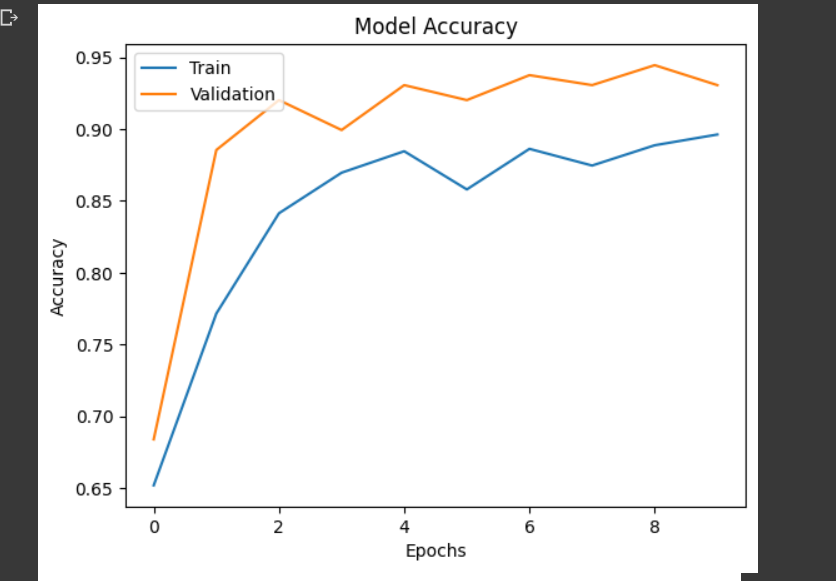 Model Accuracy
Train
Validation
0.95
0.90
0.85
0.80
0.75
0.70
0.65
Accuracy
0 2 4 6 8
Epochs